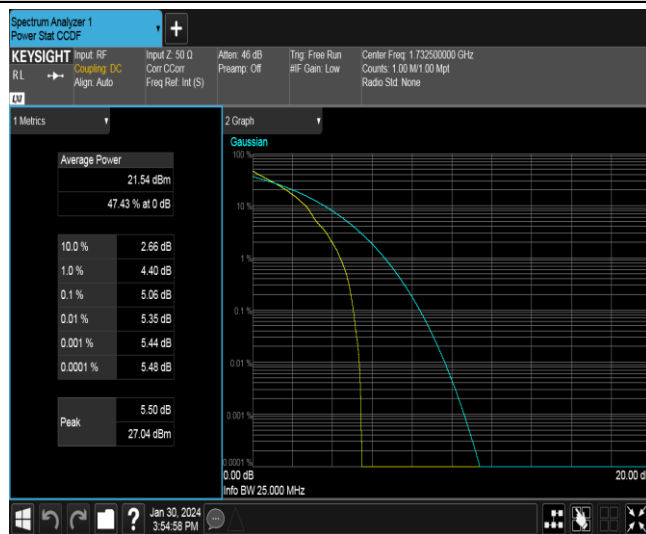 Spectrum Analyzer 1
Power Stat CCDF
+
KEYSIGHT
RL
LXI
Input: RF
Coupling: DC
Align: Auto
Input Z: 50 Ω
Corr CCorr
Freq Ref: Int (S)
Atten: 46 dB
Preamp: Off
Trig: Free Run
#IF Gain: Low
Center Freq: 1.732500000 GHz
Counts: 1.00 M/1.00 Mpt
Radio Std: None
1 Metrics
Average Power
21.54 dBm
47.43 % at 0 dB
10.0 % 2.66 dB
1.0 % 4.40 dB
0.1 % 5.06 dB
0.01 % 5.35 dB
0.001 % 5.44 dB
0.0001 % 5.48 dB
Peak
5.50 dB
27.04 dBm
2 Graph
Gaussian
100 %
10 %
1 %
0.1 %
0.01 %
0.001 %
0.0001 %
0.00 dB
20.00 d
Info BW 25.000 MHz
?
Jan 30, 2024
3:54:58 PM